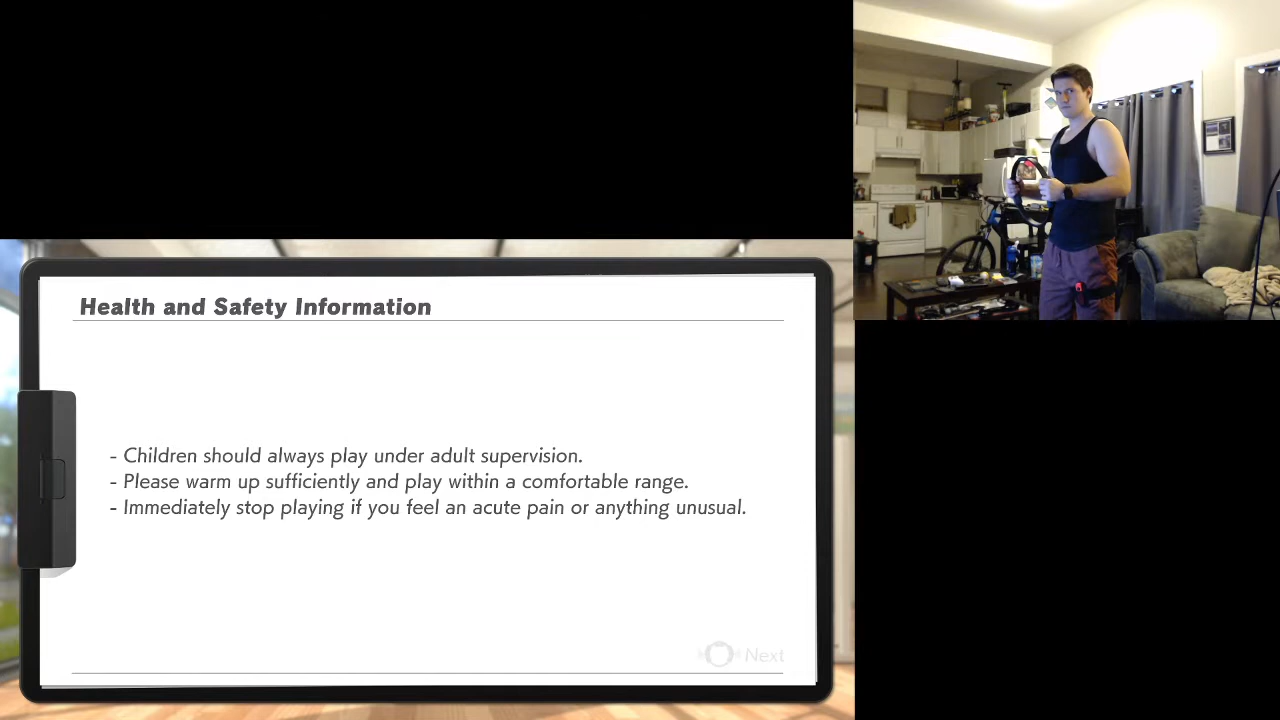 Health and Safety Information
- Children should always play under adult supervision.
- Please warm up sufficiently and play within a comfortable range.
- Immediately stop playing if you feel an acute pain or anything unusual.
Next